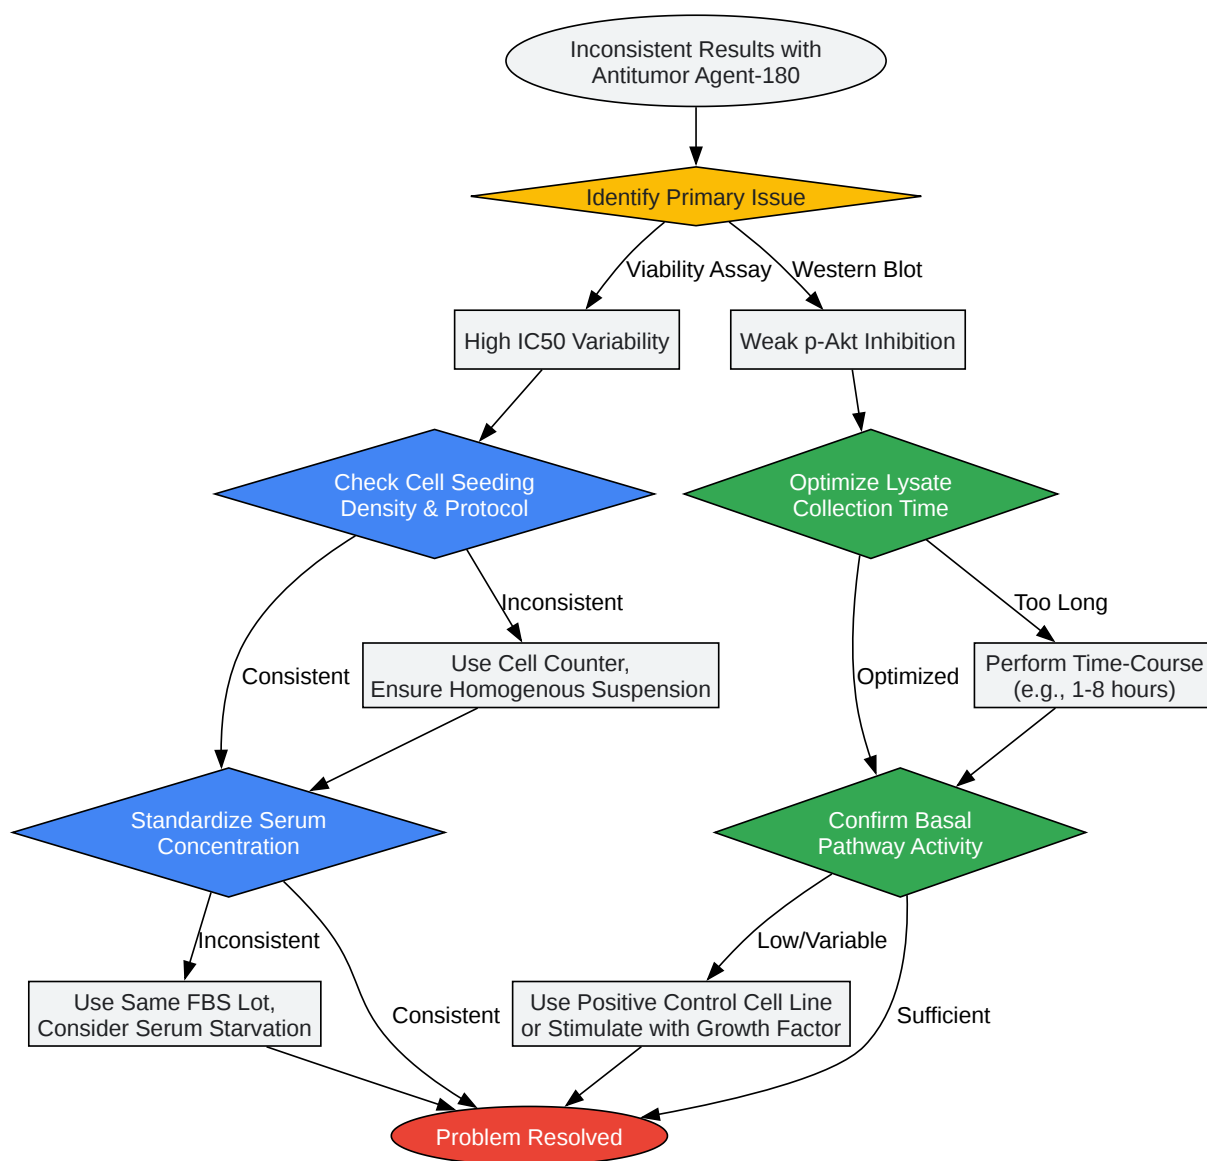 Inconsistent Results with
Antitumor Agent-180
Identify Primary Issue
Viability Assay
Western Blot
High IC50 Variability
Weak p-Akt Inhibition
Check Cell Seeding
Density & Protocol
Optimize Lysate
Collection Time
Inconsistent
Too Long
Consistent
Use Cell Counter,
Ensure Homogenous Suspension
Optimized
Perform Time-Course
(e.g., 1-8 hours)
Standardize Serum
Concentration
Confirm Basal
Pathway Activity
Inconsistent
Low/Variable
Use Same FBS Lot,
Consider Serum Starvation
Consistent
Use Positive Control Cell Line
or Stimulate with Growth Factor
Sufficient
Problem Resolved